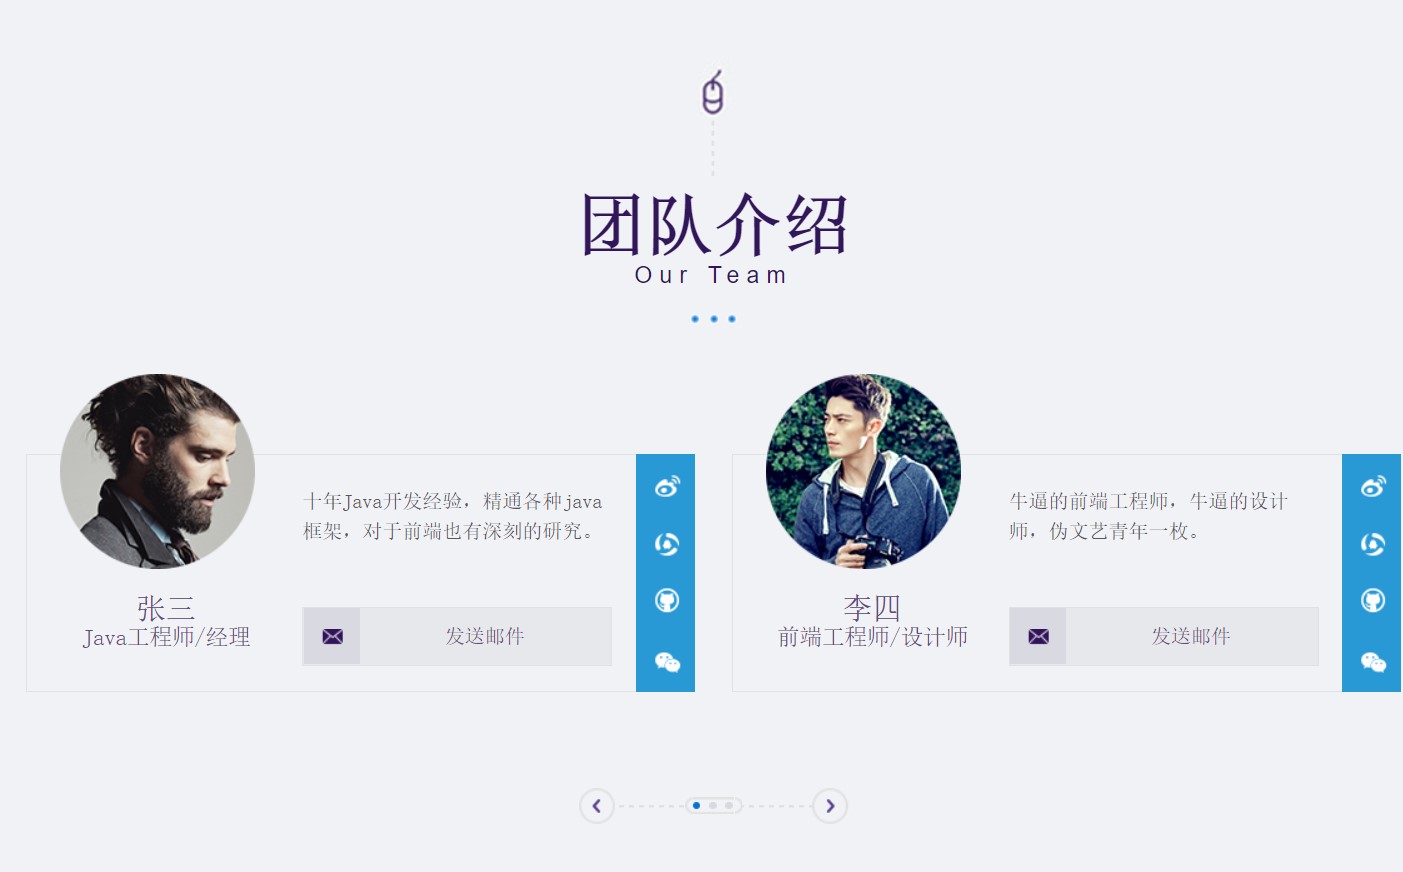 团队介绍
Our Team
十年Java开发经验，精通各种java
框架，对于前端也有深刻的研究。
张三
Java工程师/经理
发送邮件
牛逼的前端工程师，牛逼的设计
师，伪文艺青年一枚。
李四
前端工程师/设计师
发送邮件